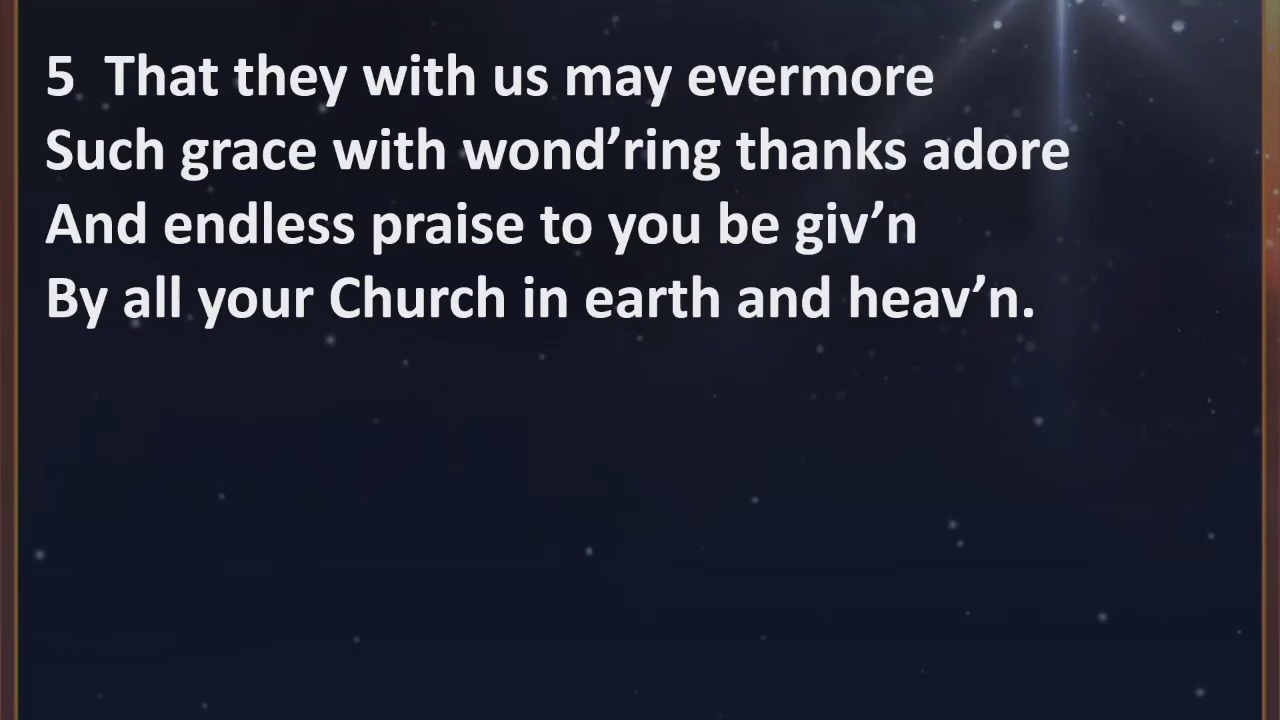 5  That they with us may evermore
Such grace with wond’ring thanks adore
And endless praise to you be giv’n
By all your Church in earth and heav’n.